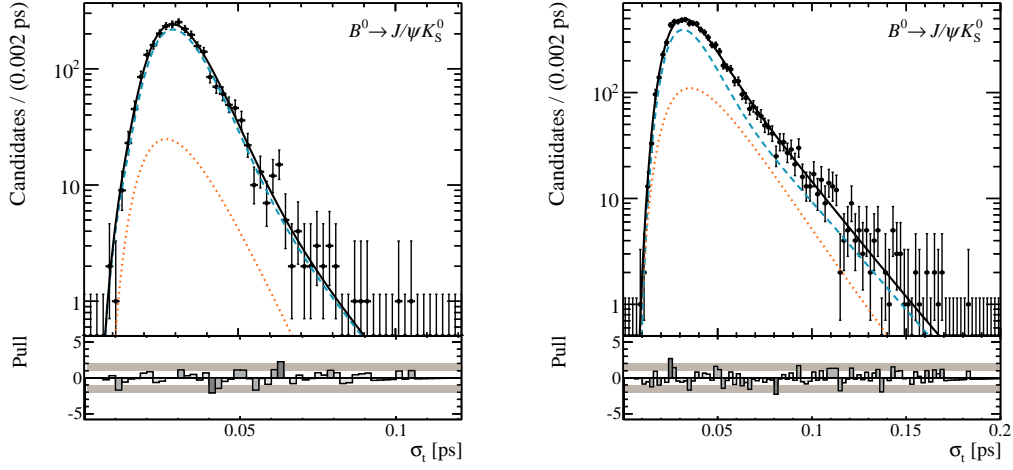 Candidates / (0.002 ps)
B⁰→ J/ψK⁰S
10²
10
1
Pull
5
0
-5
0.05
0.1
σt [ps]
Candidates / (0.002 ps)
B⁰→ J/ψK⁰S
10²
10
1
Pull
5
0
-5
0.05
0.1
0.15
0.2
σt [ps]